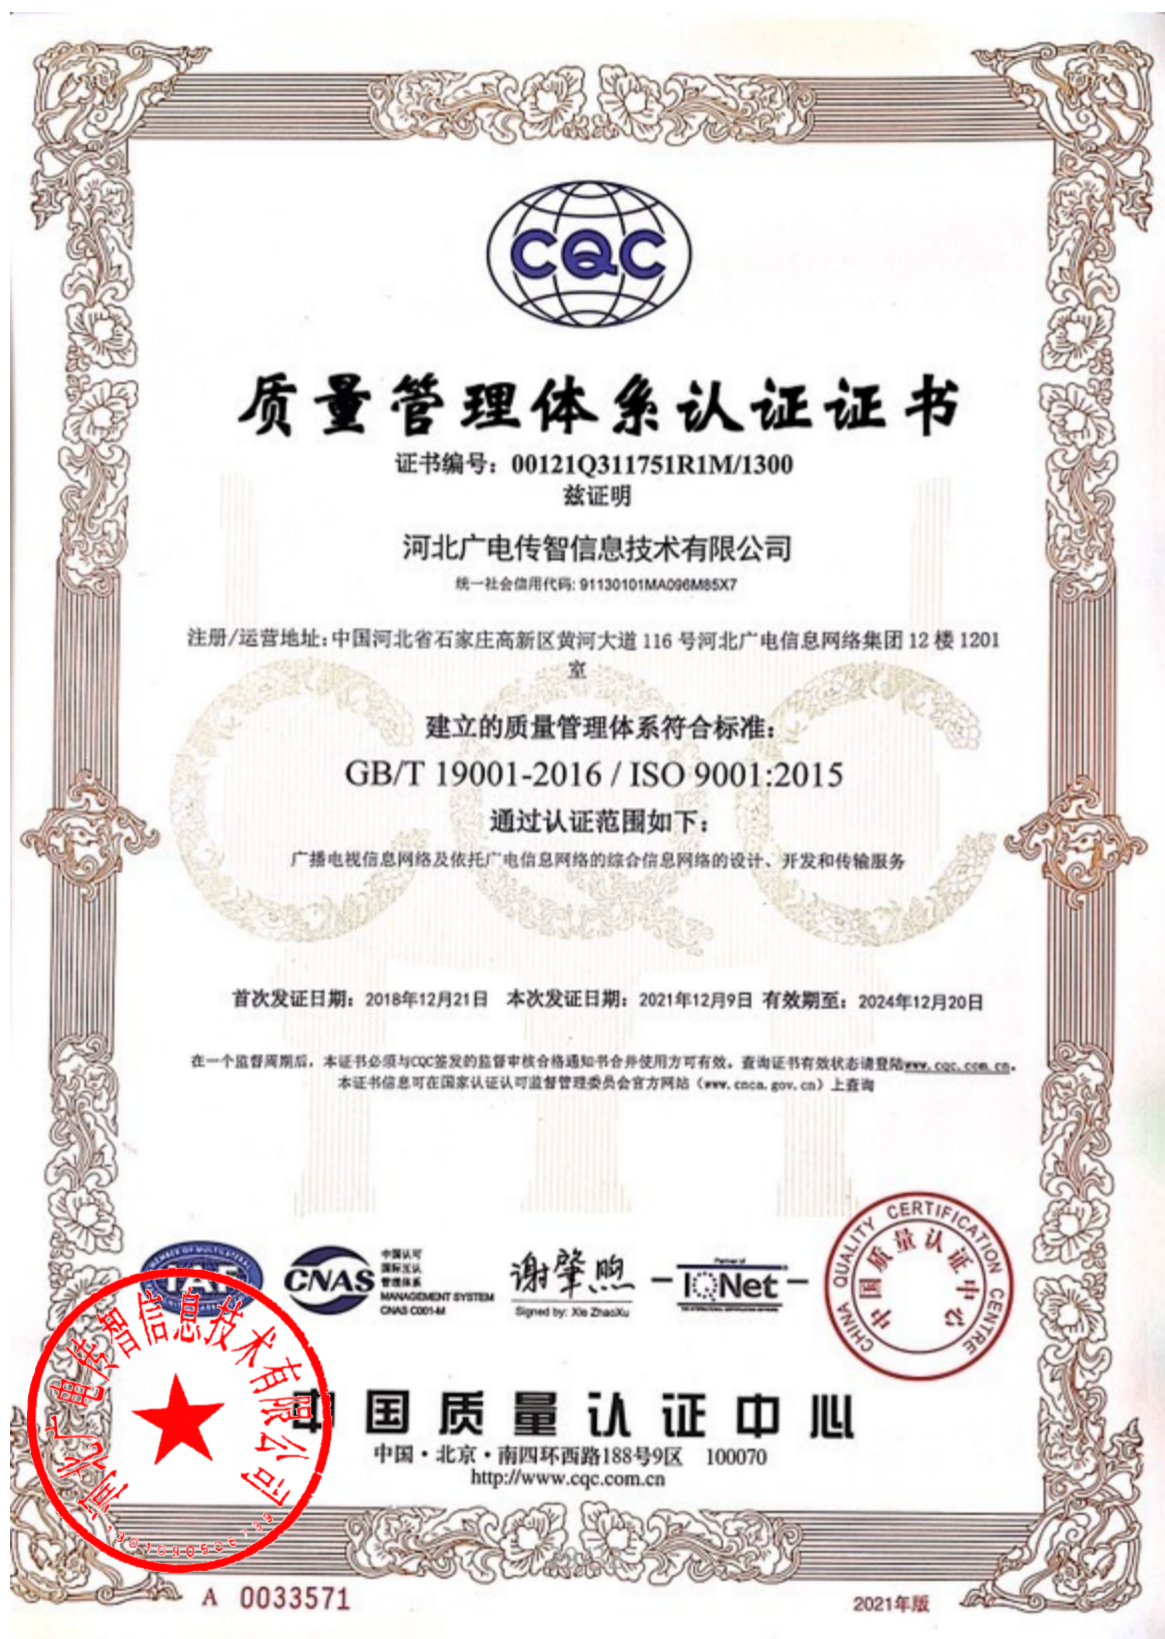 CQC
质量管理体系认证证书
证书编号：00121Q311751R1M/1300
兹证明
河北广电传智信息技术有限公司
统一社会信用代码: 91130101MA096M85X7
注册/运营地址：中国河北省石家庄高新区黄河大道 116 号河北广电信息网络集团 12 楼 1201
室
建立的质量管理体系符合标准：
GB/T 19001-2016 / ISO 9001:2015
通过认证范围如下：
广播电视信息网络及依托广电信息网络的综合信息网络的设计、开发和传输服务
首次发证日期：2018年12月21日 本次发证日期：2021年12月9日 有效期至：2024年12月20日
在一个监督周期后，本证书必须与CQC签发的监督审核合格通知书合并使用方可有效。查询证书有效状态请登陆www.cqc.com.cn。
本证书信息可在国家认证认可监督管理委员会官方网站（www.cnca.gov.cn）上查询
IAF
CNAS
中国认可
国际互认
管理体系
MANAGEMENT SYSTEM
CNAS C001-M
谢肇煦
Signed by: Xie ZhaoXu
Partner of
IQNet
CHINA QUALITY CERTIFICATION CENTRE
中国质量认证中心
河北广电传智信息技术有限公司
中国质量认证中心
中国·北京·南四环西路188号9区 100070
http://www.cqc.com.cn
A 0033571
2021年版